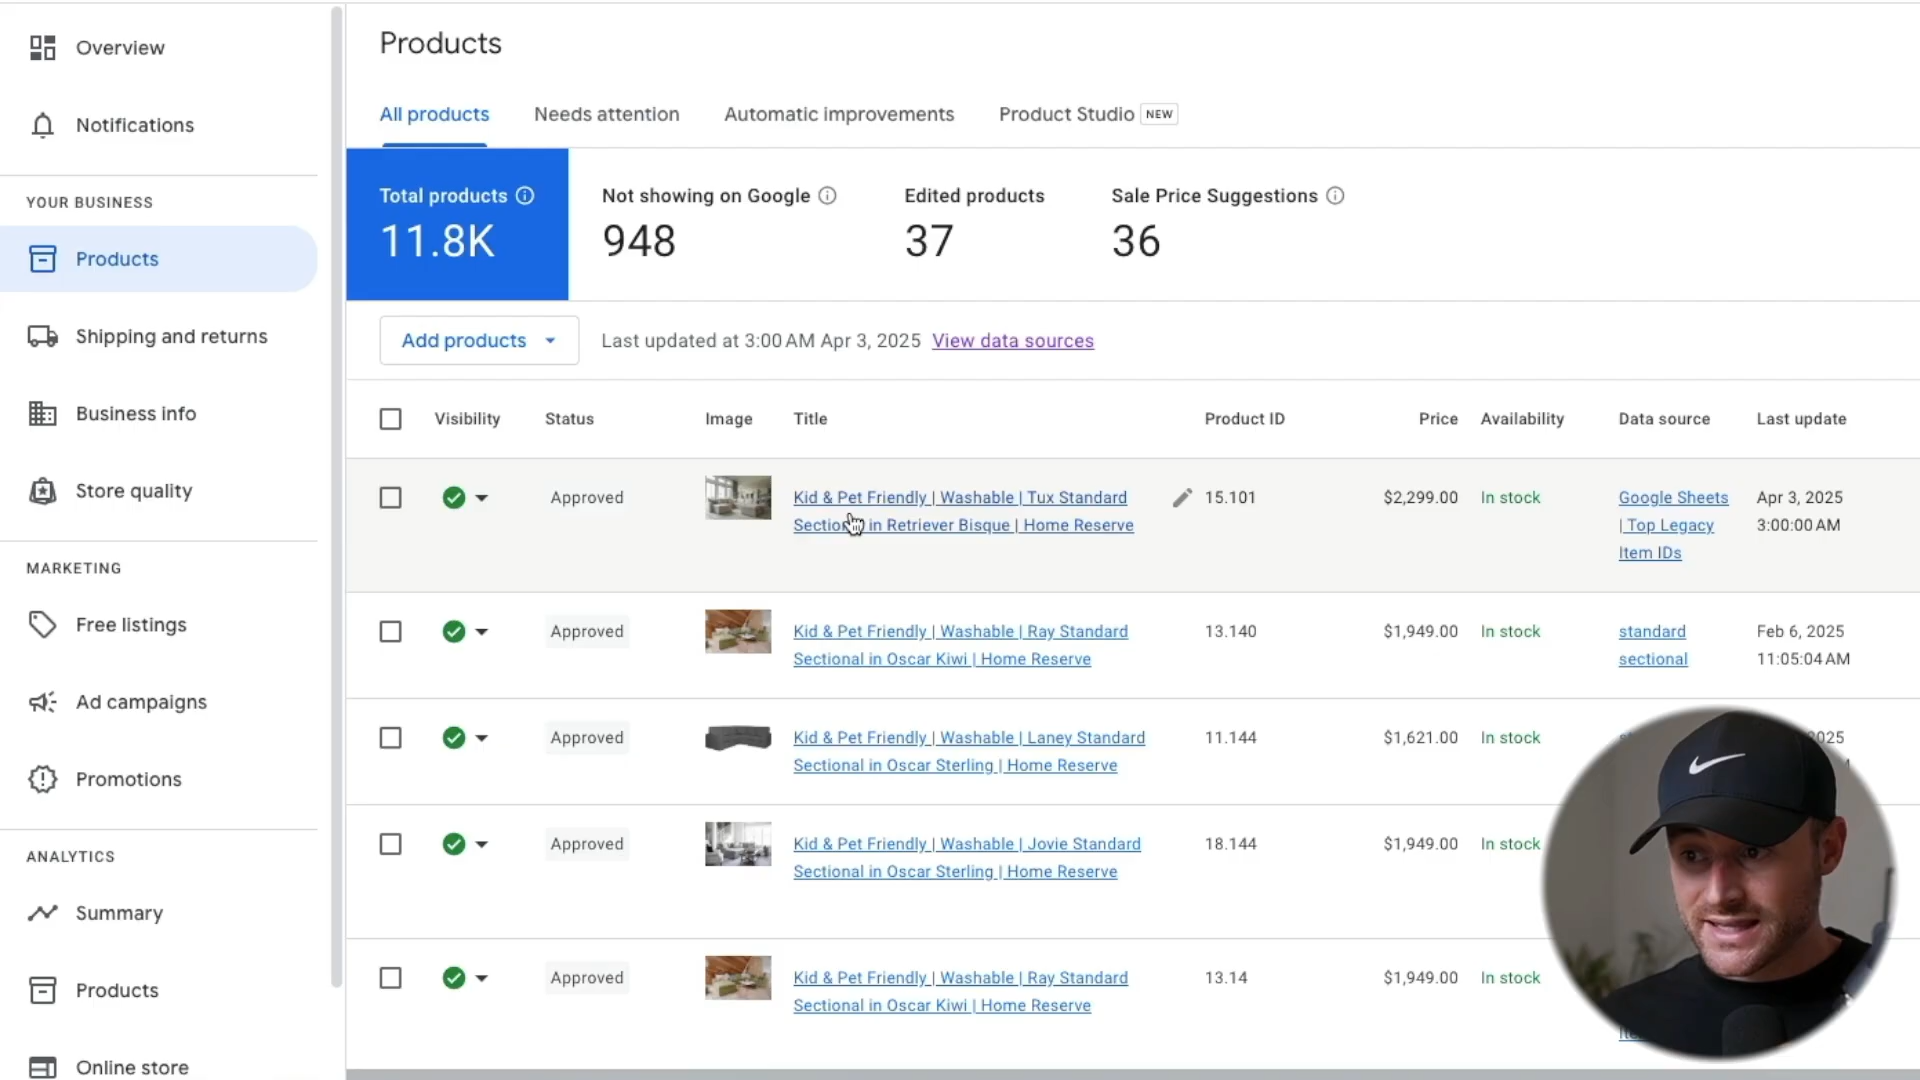 Overview
Notifications
YOUR BUSINESS
Products
Shipping and returns
Business info
Store quality
MARKETING
Free listings
Ad campaigns
Promotions
ANALYTICS
Summary
Products
Online store
Products
All products
Needs attention
Automatic improvements
Product Studio NEW
Total products
11.8K
Not showing on Google
948
Edited products
37
Sale Price Suggestions
36
Add products
Last updated at 3:00 AM Apr 3, 2025 View data sources
Visibility Status Image Title Product ID Price Availability Data source Last update
Approved Kid & Pet Friendly | Washable | Tux Standard 15.101 $2,299.00 In stock Google Sheets Apr 3, 2025
Sectional in Retriever Bisque | Home Reserve | Top Legacy 3:00:00 AM
Item IDs
Approved Kid & Pet Friendly | Washable | Ray Standard 13.140 $1,949.00 In stock standard Feb 6, 2025
Sectional in Oscar Kiwi | Home Reserve sectional 11:05:04 AM
Approved Kid & Pet Friendly | Washable | Laney Standard 11.144 $1,621.00 In stock 2025
Sectional in Oscar Sterling | Home Reserve
Approved Kid & Pet Friendly | Washable | Jovie Standard 18.144 $1,949.00 In stock
Sectional in Oscar Sterling | Home Reserve
Approved Kid & Pet Friendly | Washable | Ray Standard 13.14 $1,949.00 In stock
Sectional in Oscar Kiwi | Home Reserve